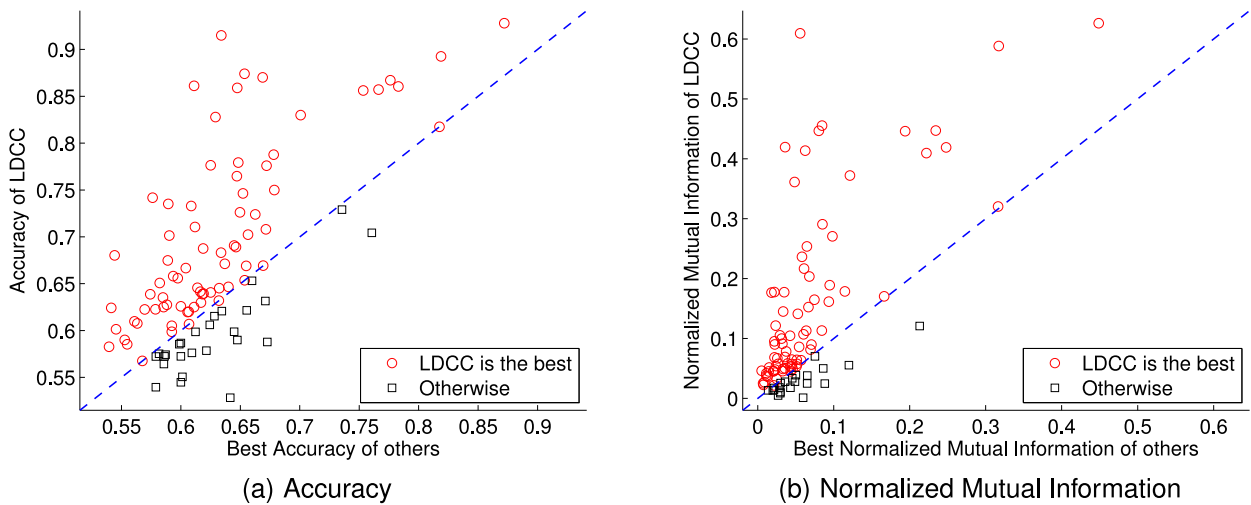 0.9
0.85
0.8
0.75
0.7
0.65
0.6
0.55
Accuracy of LDCC
LDCC is the best
Otherwise
0.55 0.6 0.65 0.7 0.75 0.8 0.85 0.9
Best Accuracy of others
(a) Accuracy
0.6
0.5
0.4
0.3
0.2
0.1
0
Normalized Mutual Information of LDCC
LDCC is the best
Otherwise
0 0.1 0.2 0.3 0.4 0.5 0.6
Best Normalized Mutual Information of others
(b) Normalized Mutual Information